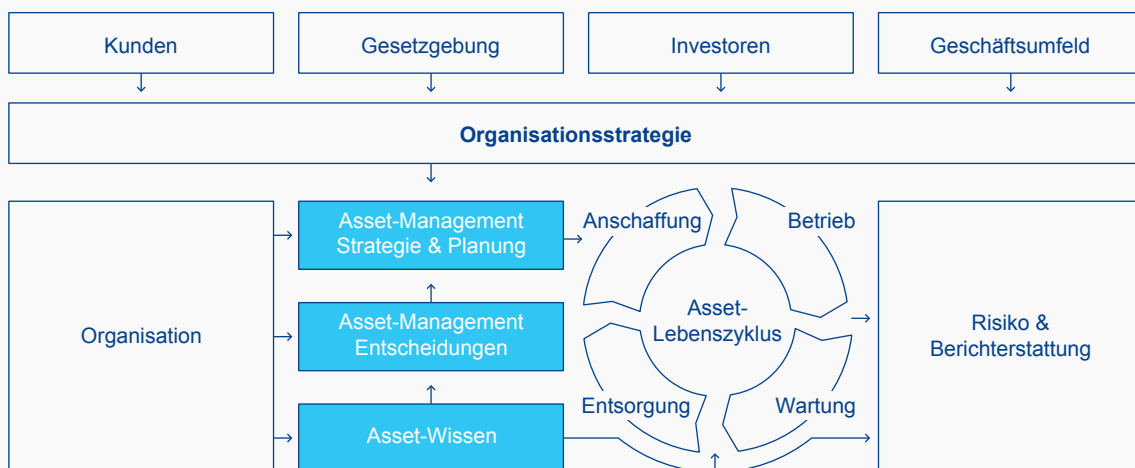 Kunden
Gesetzgebung
Investoren
Geschäftsumfeld
Organisationsstrategie
Organisation
Asset-Management
Strategie & Planung
Asset-Management
Entscheidungen
Asset-Wissen
Anschaffung
Betrieb
Asset-
Lebenszyklus
Entsorgung
Wartung
Risiko &
Berichterstattung